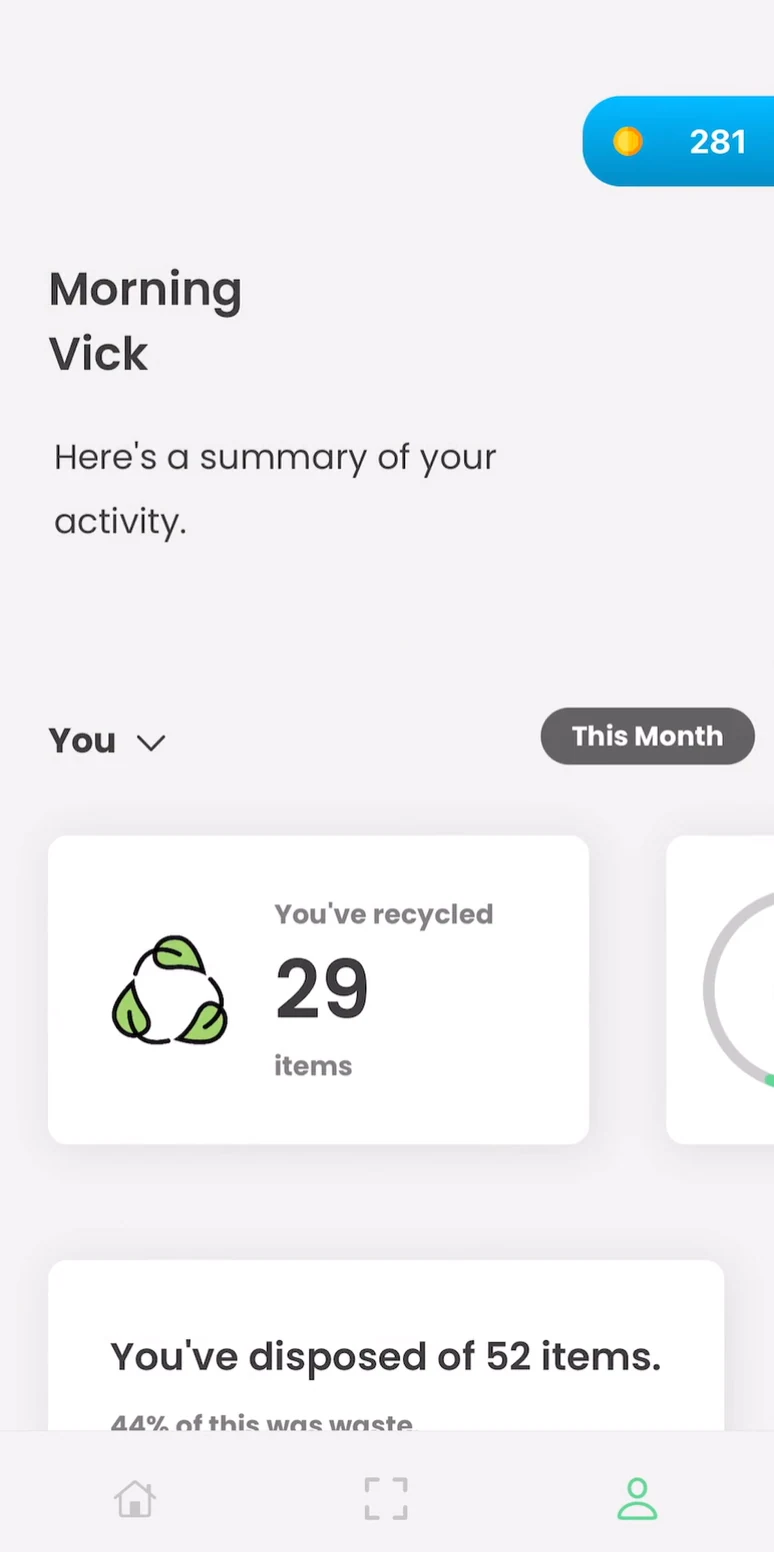 281
Morning
Vick
Here's a summary of your
activity.
You
This Month
You've recycled
29
items
You've disposed of 52 items.
44% of this was waste